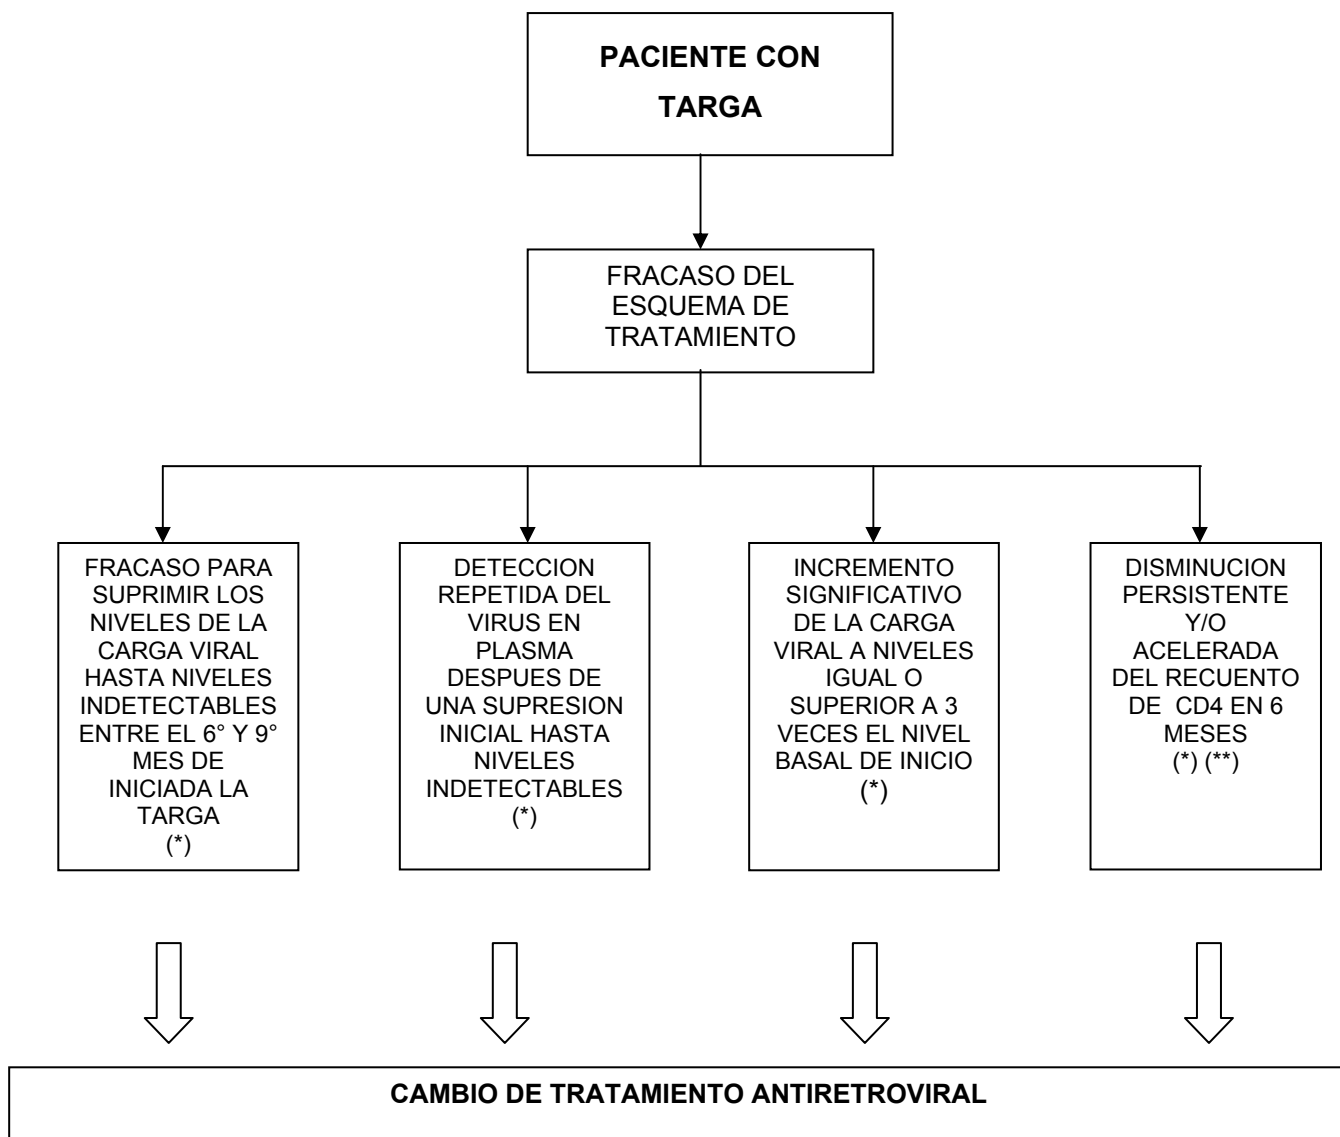 PACIENTE CON
TARGA
FRACASO DEL
ESQUEMA DE
TRATAMIENTO
FRACASO PARA
SUPRIMIR LOS
NIVELES DE LA
CARGA VIRAL
HASTA NIVELES
INDETECTABLES
ENTRE EL 6° Y 9°
MES DE
INICIADA LA
TARGA
(*)
DETECCION
REPETIDA DEL
VIRUS EN
PLASMA
DESPUES DE
UNA SUPRESION
INICIAL HASTA
NIVELES
INDETECTABLES
(*)
INCREMENTO
SIGNIFICATIVO
DE LA CARGA
VIRAL A NIVELES
IGUAL O
SUPERIOR A 3
VECES EL NIVEL
BASAL DE INICIO
(*)
DISMINUCION
PERSISTENTE
Y/O
ACELERADA
DEL RECUENTO
DE CD4 EN 6
MESES
(*) (**)
CAMBIO DE TRATAMIENTO ANTIRETROVIRAL